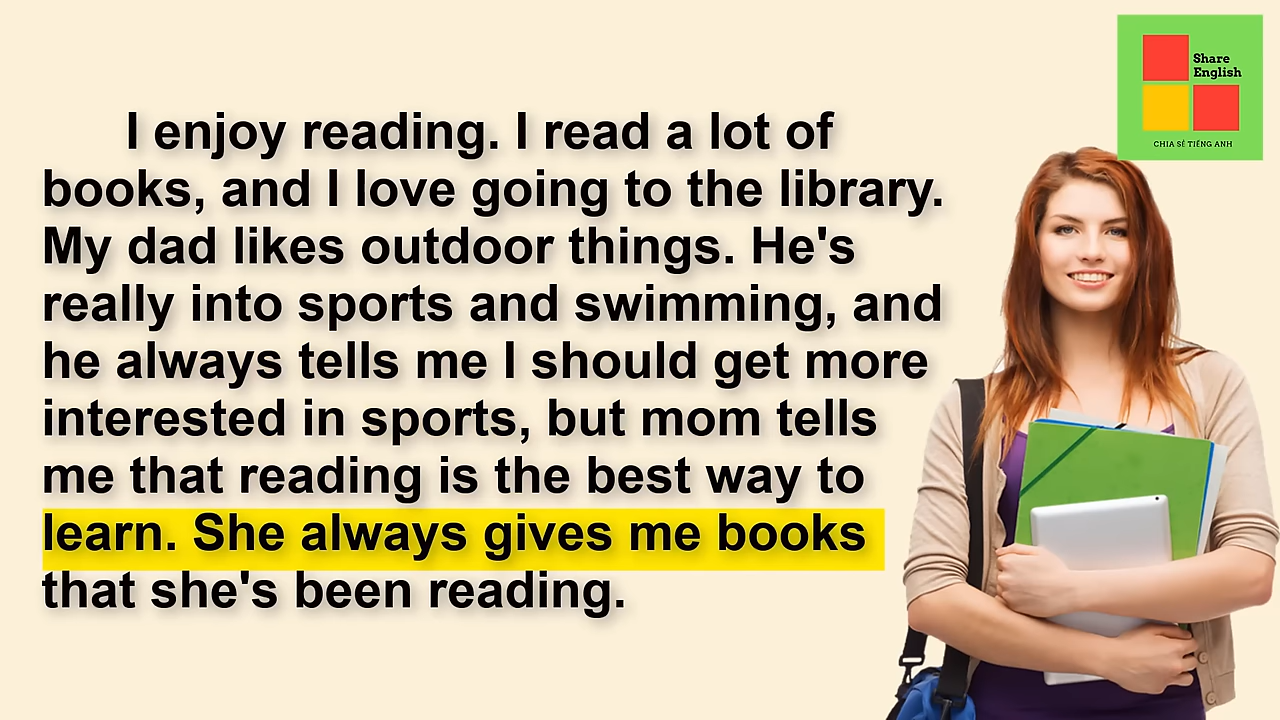 Share
English
CHIA SẺ TIẾNG ANH
I enjoy reading. I read a lot of
books, and I love going to the library.
My dad likes outdoor things. He's
really into sports and swimming, and
he always tells me I should get more
interested in sports, but mom tells
me that reading is the best way to
learn. She always gives me books
that she's been reading.